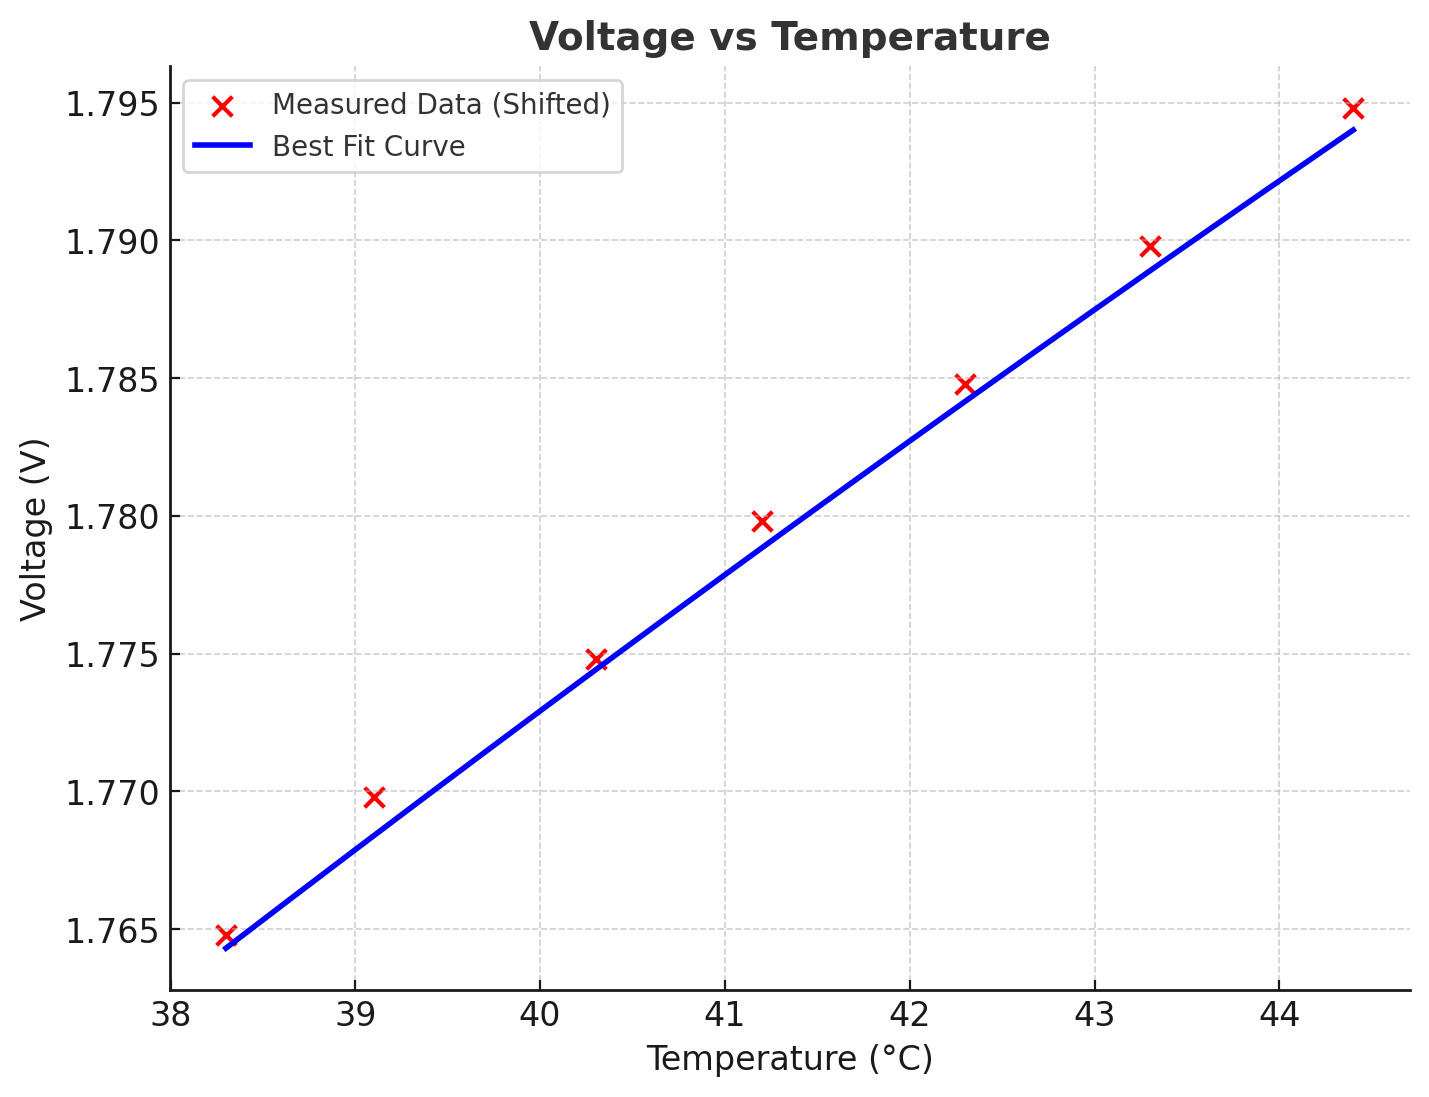 Voltage vs Temperature
Measured Data (Shifted)
Best Fit Curve
1.795
1.790
1.785
1.780
1.775
1.770
1.765
Voltage (V)
38 39 40 41 42 43 44
Temperature (°C)